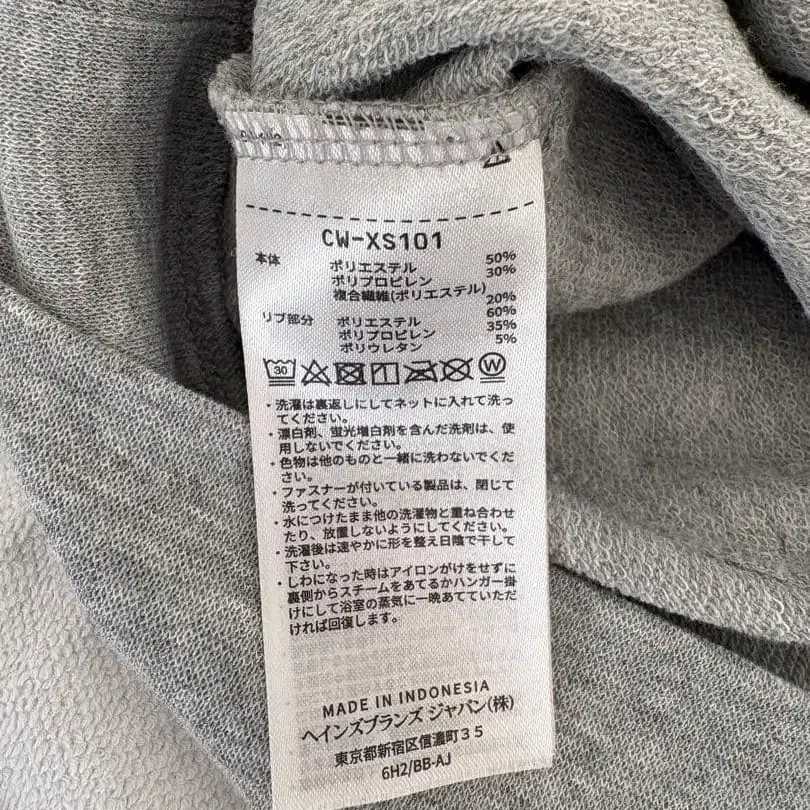 CW-XS101
本体 ポリエステル 50%
ポリプロピレン 30%
複合繊維(ポリエステル) 20%
リブ部分 ポリエステル 60%
ポリプロピレン 35%
ポリウレタン 5%
30 W
・洗濯は裏返しにしてネットに入れて洗っ
てください。
・漂白剤、蛍光増白剤を含んだ洗剤は、使
用しないでください。
・色物は他のものと一緒に洗わないでくだ
さい。
・ファスナーが付いている製品は、閉じて
洗ってください。
・水につけたまま他の洗濯物と重ね合わせ
たり、放置しないようにしてください。
・洗濯後は速やかに形を整え日陰で干して
下さい。
・しわになった時はアイロンがけをせずに
裏側からスチームをあてるかハンガー掛
けにして浴室の蒸気に一晩あてていただ
ければ回復します。
MADE IN INDONESIA
ヘインズブランズ ジャパン(株)
東京都新宿区信濃町35
6H2/BB-AJ